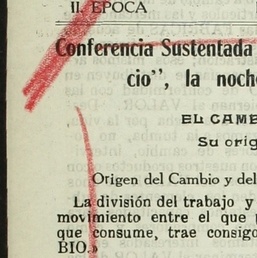 II. EPOCA
Conferencia Sustentada
cio”, la noch
EL CAMB
Su orig
Origen del Cambio y del
La división del trabajo y
movimiento entre el que p
que consume, trae consigo
BIO.»